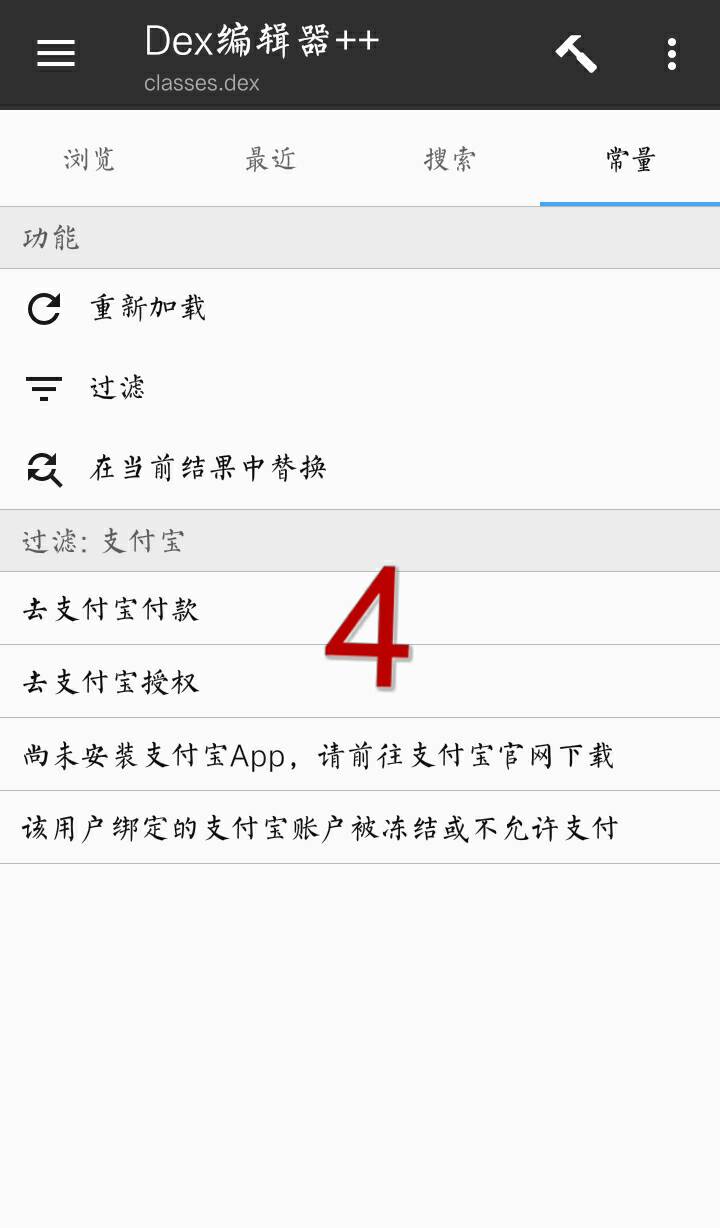 Dex编辑器++
classes.dex
浏览 最近 搜索 常量
功能
重新加载
过滤
在当前结果中替换
过滤: 支付宝
去支付宝付款
4
去支付宝授权
尚未安装支付宝App，请前往支付宝官网下载
该用户绑定的支付宝账户被冻结或不允许支付